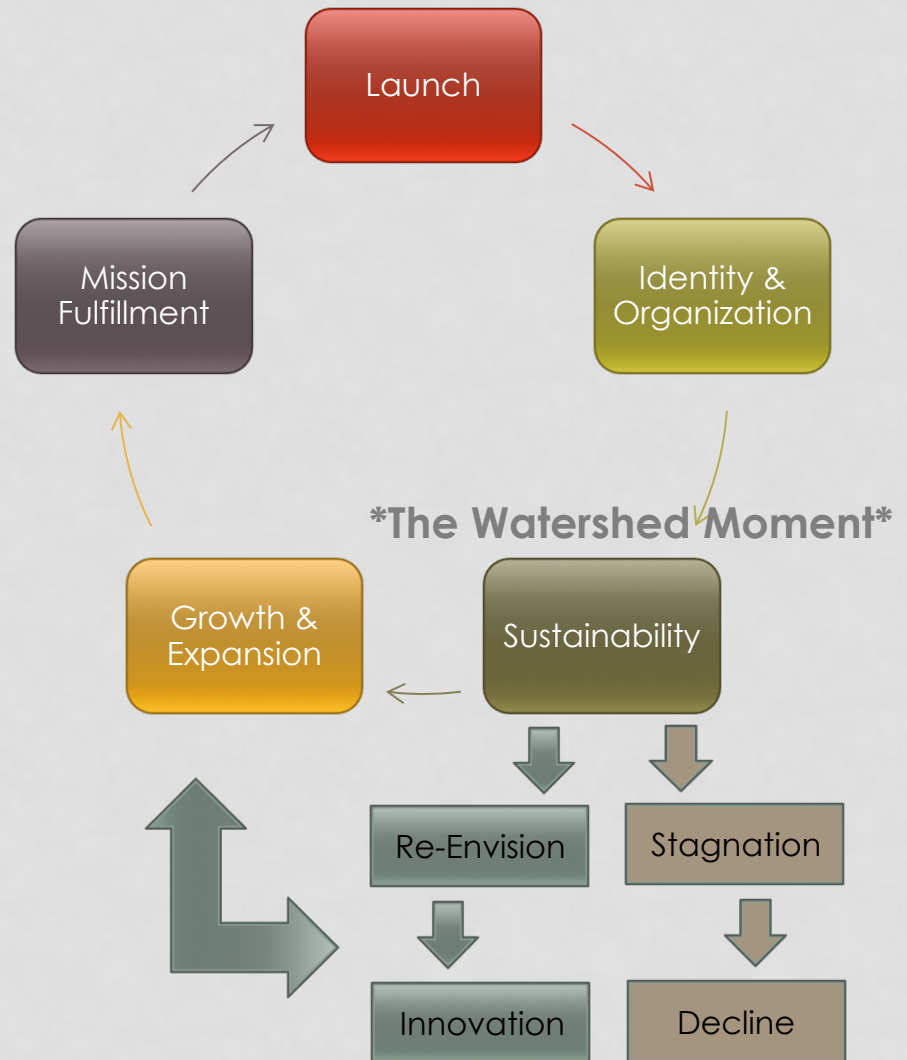 Launch
Mission
Fulfillment
Identity &
Organization
*The Watershed Moment*
Growth &
Expansion
Sustainability
Re-Envision
Stagnation
Innovation
Decline